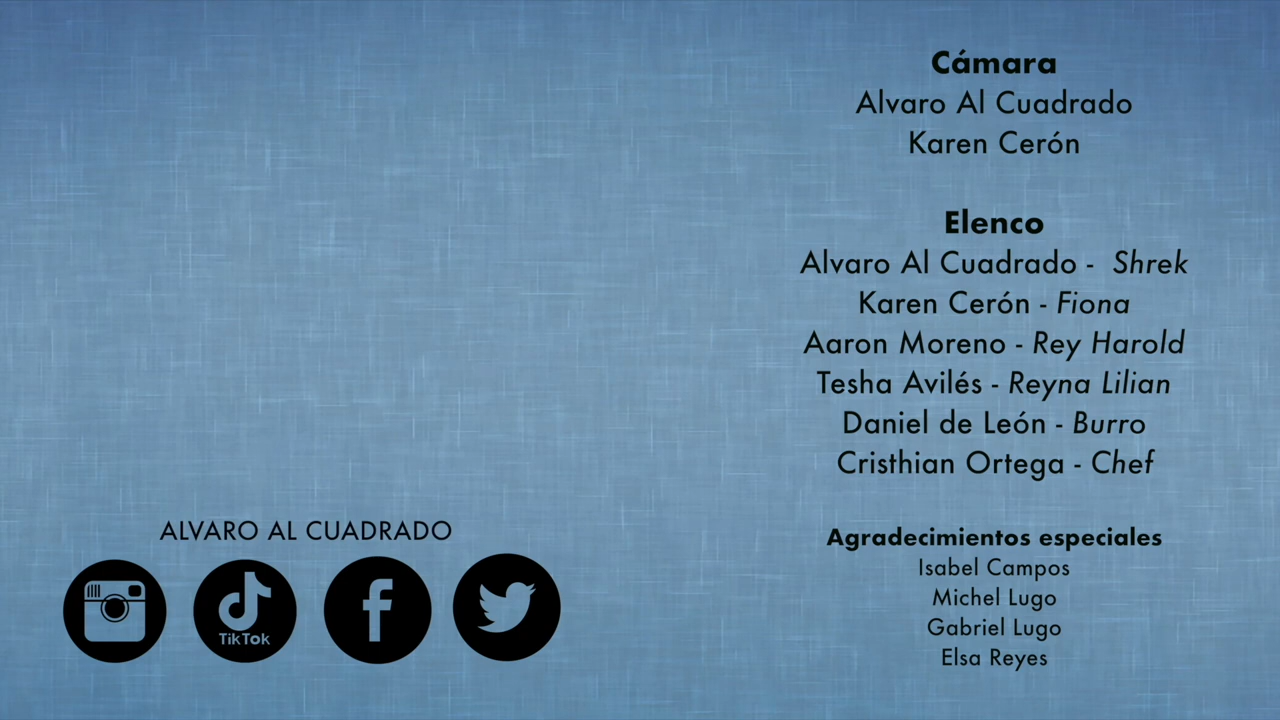 Cámara
Alvaro Al Cuadrado
Karen Cerón
Elenco
Alvaro Al Cuadrado - Shrek
Karen Cerón - Fiona
Aaron Moreno - Rey Harold
Tesha Avilés - Reyna Lilian
Daniel de León - Burro
Cristhian Ortega - Chef
Agradecimientos especiales
Isabel Campos
Michel Lugo
Gabriel Lugo
Elsa Reyes
ALVARO AL CUADRADO
TikTok